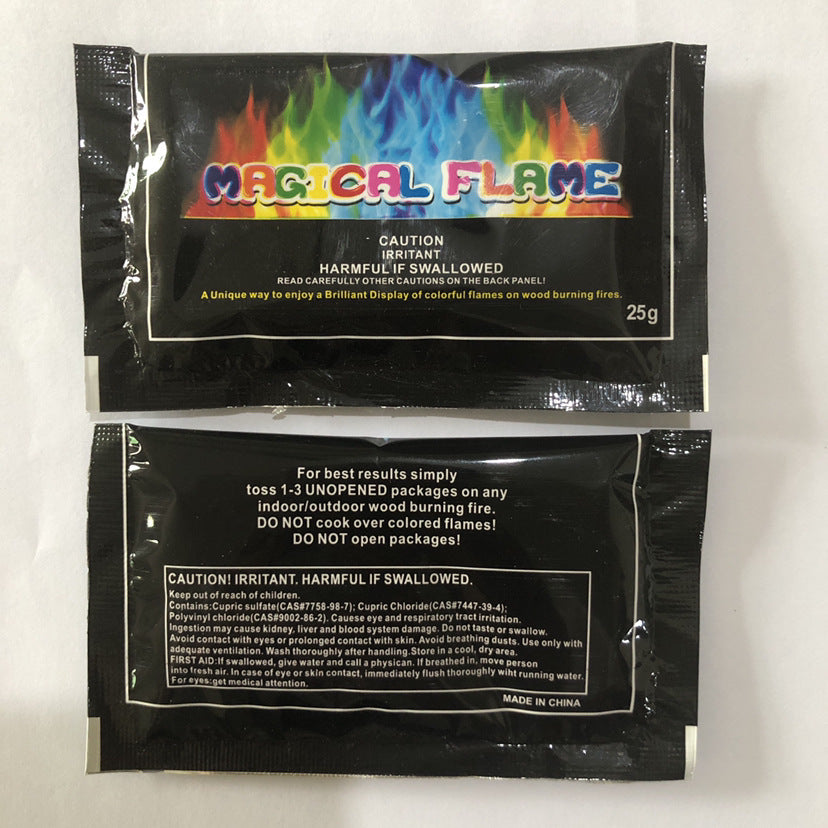 MAGICAL FLAME
CAUTION
IRRITANT
HARMFUL IF SWALLOWED
READ CAREFULLY OTHER CAUTIONS ON THE BACK PANEL!
A Unique way to enjoy a Brilliant Display of colorful flames on wood burning fires.
25g
For best results simply
toss 1-3 UNOPENED packages on any
indoor/outdoor wood burning fire.
DO NOT cook over colored flames!
DO NOT open packages!
CAUTION! IRRITANT. HARMFUL IF SWALLOWED.
Keep out of reach of children.
Contains:Cupric sulfate(CAS#7758-98-7); Cupric Chloride(CAS#7447-39-4);
Polyvinyl chloride(CAS#9002-86-2). Cauese eye and respiratory tract irritation.
Ingestion may cause kidney, liver and blood system damage. Do not taste or swallow.
Avoid contact with eyes or prolonged contact with skin. Avoid breathing dusts. Use only with
adequate ventilation. Wash thoroughly after handling.Store in a cool, dry area.
FIRST AID:If swallowed, give water and call a physican. If breathed in, move person
into fresh air. In case of eye or skin contact, immediately flush thoroughly wiht running water.
For eyes:get medical attention.
MADE IN CHINA